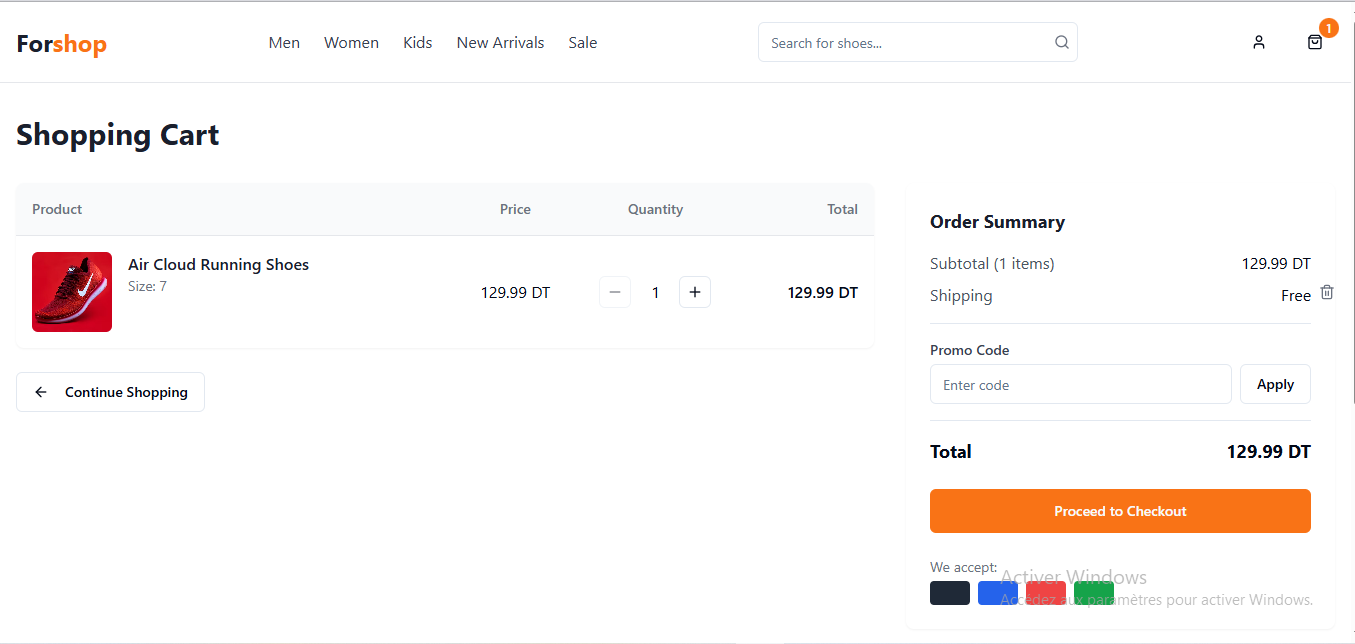 Forshop
Men Women Kids New Arrivals Sale
Search for shoes...
1
Shopping Cart
Product Price Quantity Total
Air Cloud Running Shoes
Size: 7
129.99 DT 1 129.99 DT
Continue Shopping
Order Summary
Subtotal (1 items) 129.99 DT
Shipping Free
Promo Code
Enter code Apply
Total 129.99 DT
Proceed to Checkout
We accept:
Activer Windows
Accédez aux paramètres pour activer Windows.